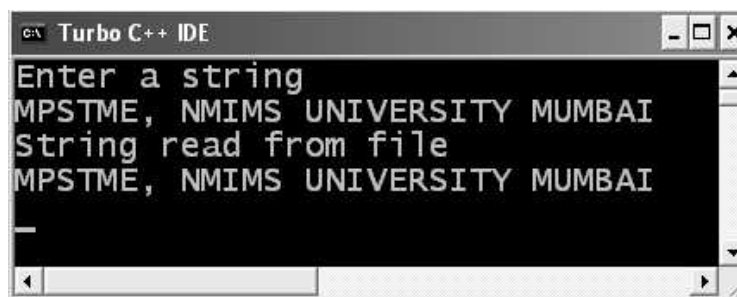 Turbo C++ IDE
Enter a string
MPSTME, NMIMS UNIVERSITY MUMBAI
String read from file
MPSTME, NMIMS UNIVERSITY MUMBAI